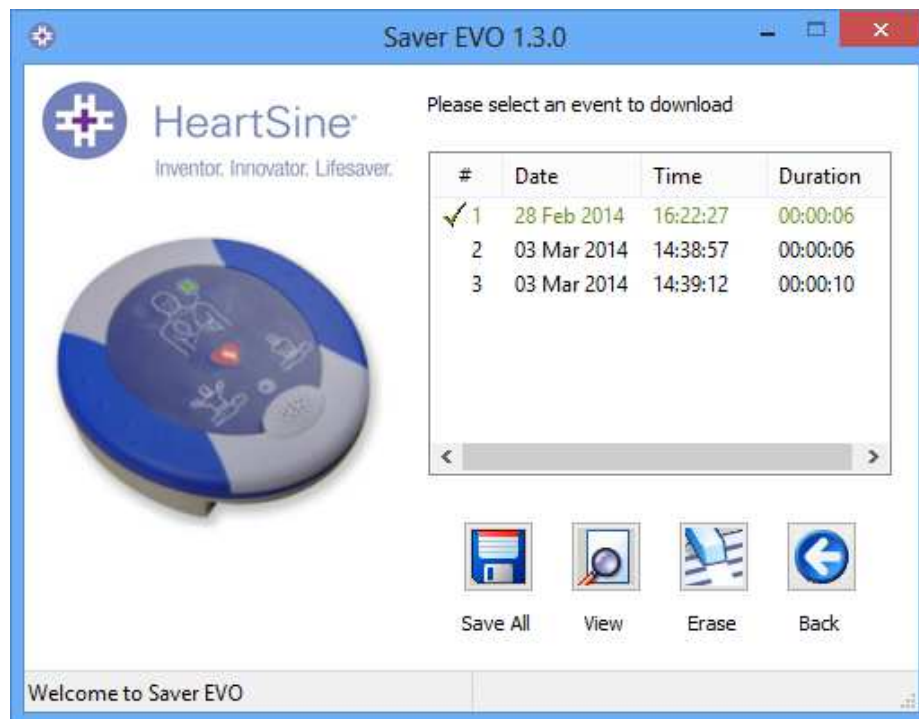 Saver EVO 1.3.0
HeartSine®
Inventor. Innovator. Lifesaver.
Please select an event to download
# Date Time Duration
1 28 Feb 2014 16:22:27 00:00:06
2 03 Mar 2014 14:38:57 00:00:06
3 03 Mar 2014 14:39:12 00:00:10
Save All View Erase Back
Welcome to Saver EVO